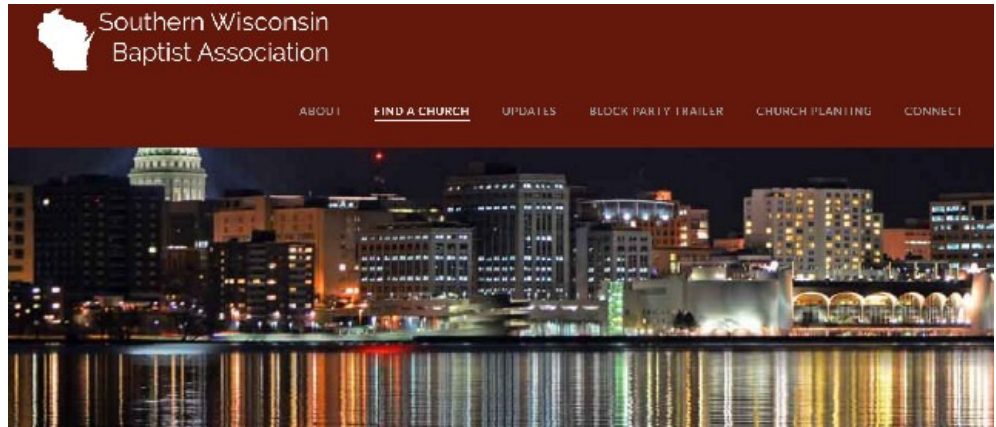 Southern Wisconsin
Baptist Association
ABOUT FIND A CHURCH UPDATES BLOCK PARTY TRAILER CHURCH PLANTING CONNECT